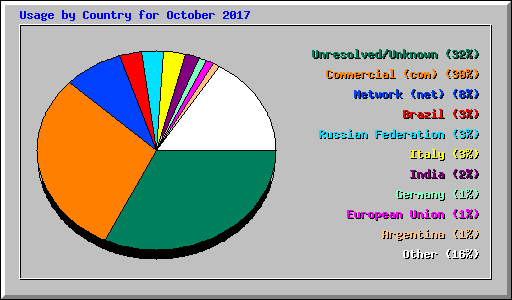 Usage by Country for October 2017
Unresolved/Unknown (32%)
Commercial (com) (30%)
Network (net) (8%)
Brazil (3%)
Russian Federation (3%)
Italy (3%)
India (2%)
Germany (1%)
European Union (1%)
Argentina (1%)
Other (16%)